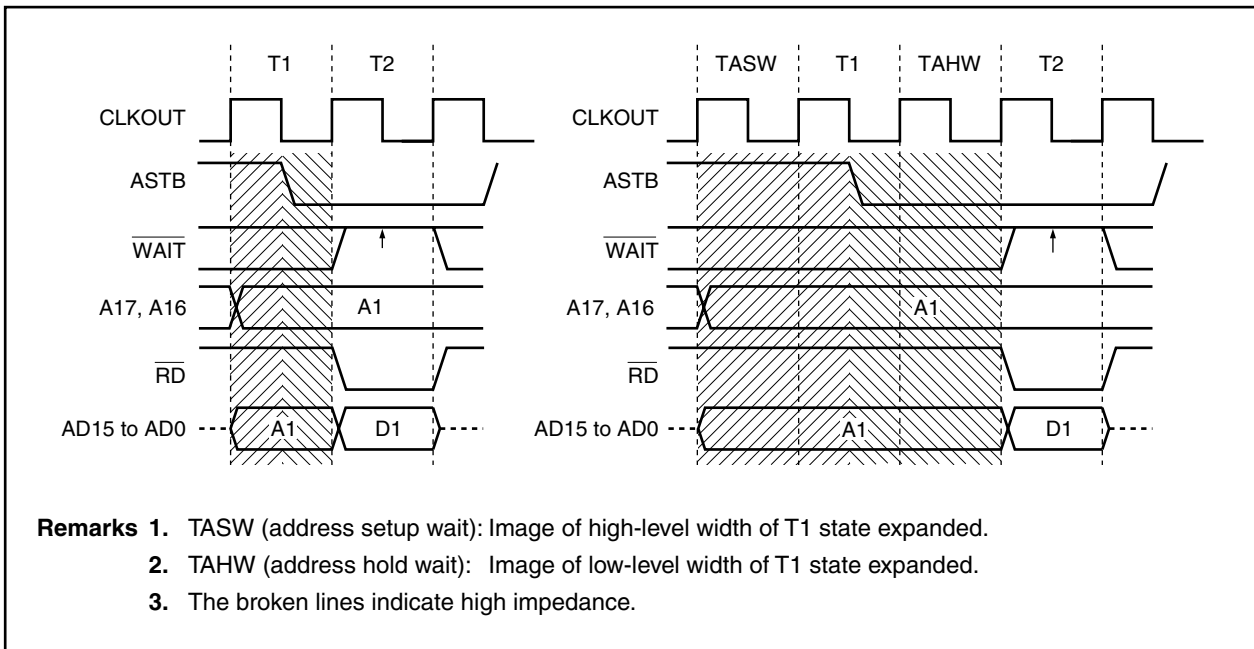 T1 T2
CLKOUT
ASTB
WAIT
A17, A16 A1
RD
AD15 to AD0 A1 D1
TASW T1 TAHW T2
CLKOUT
ASTB
WAIT
A17, A16 A1
RD
AD15 to AD0 A1 D1
Remarks 1. TASW (address setup wait): Image of high-level width of T1 state expanded.
2. TAHW (address hold wait): Image of low-level width of T1 state expanded.
3. The broken lines indicate high impedance.